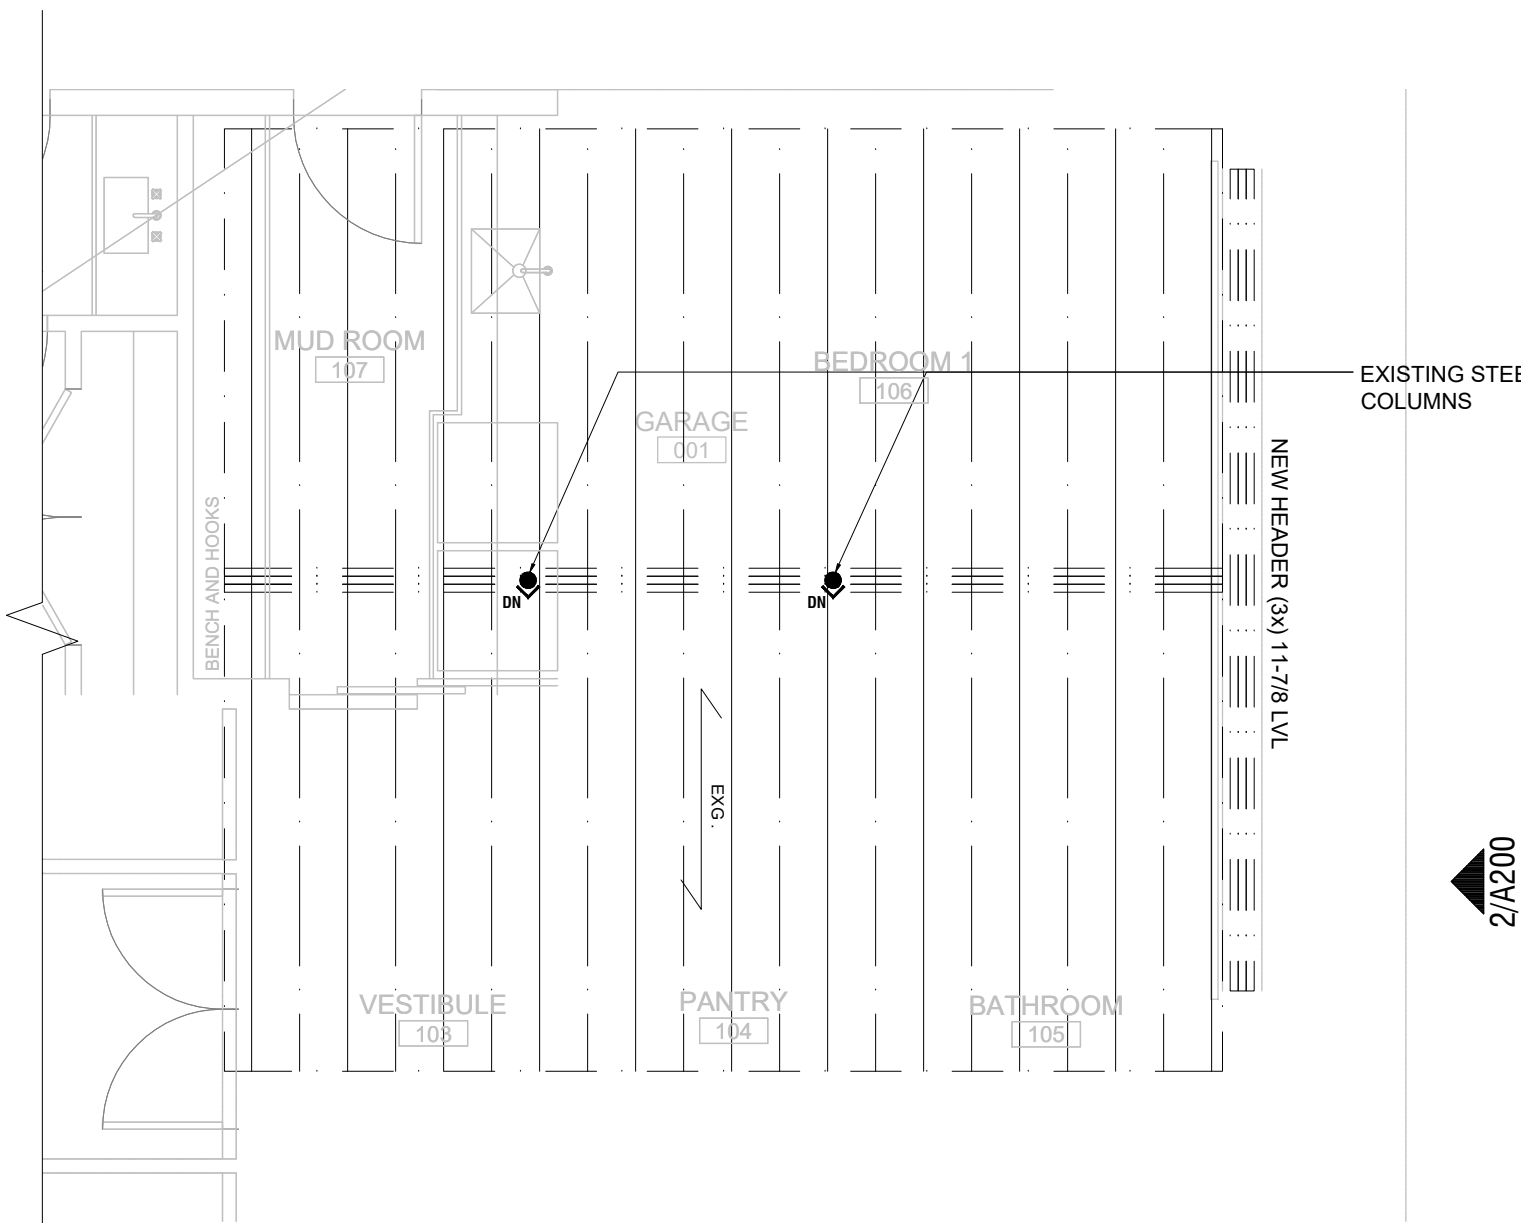 MUD ROOM
107
BEDROOM 1
106
EXISTING
COLUMNS
GARAGE
001
NEW HEADER (3x) 11-7/8 LVL
BENCH AND HOOKS
DN
DN
EXG.
2/A200
VESTIBULE
103
PANTRY
104
BATHROOM
105